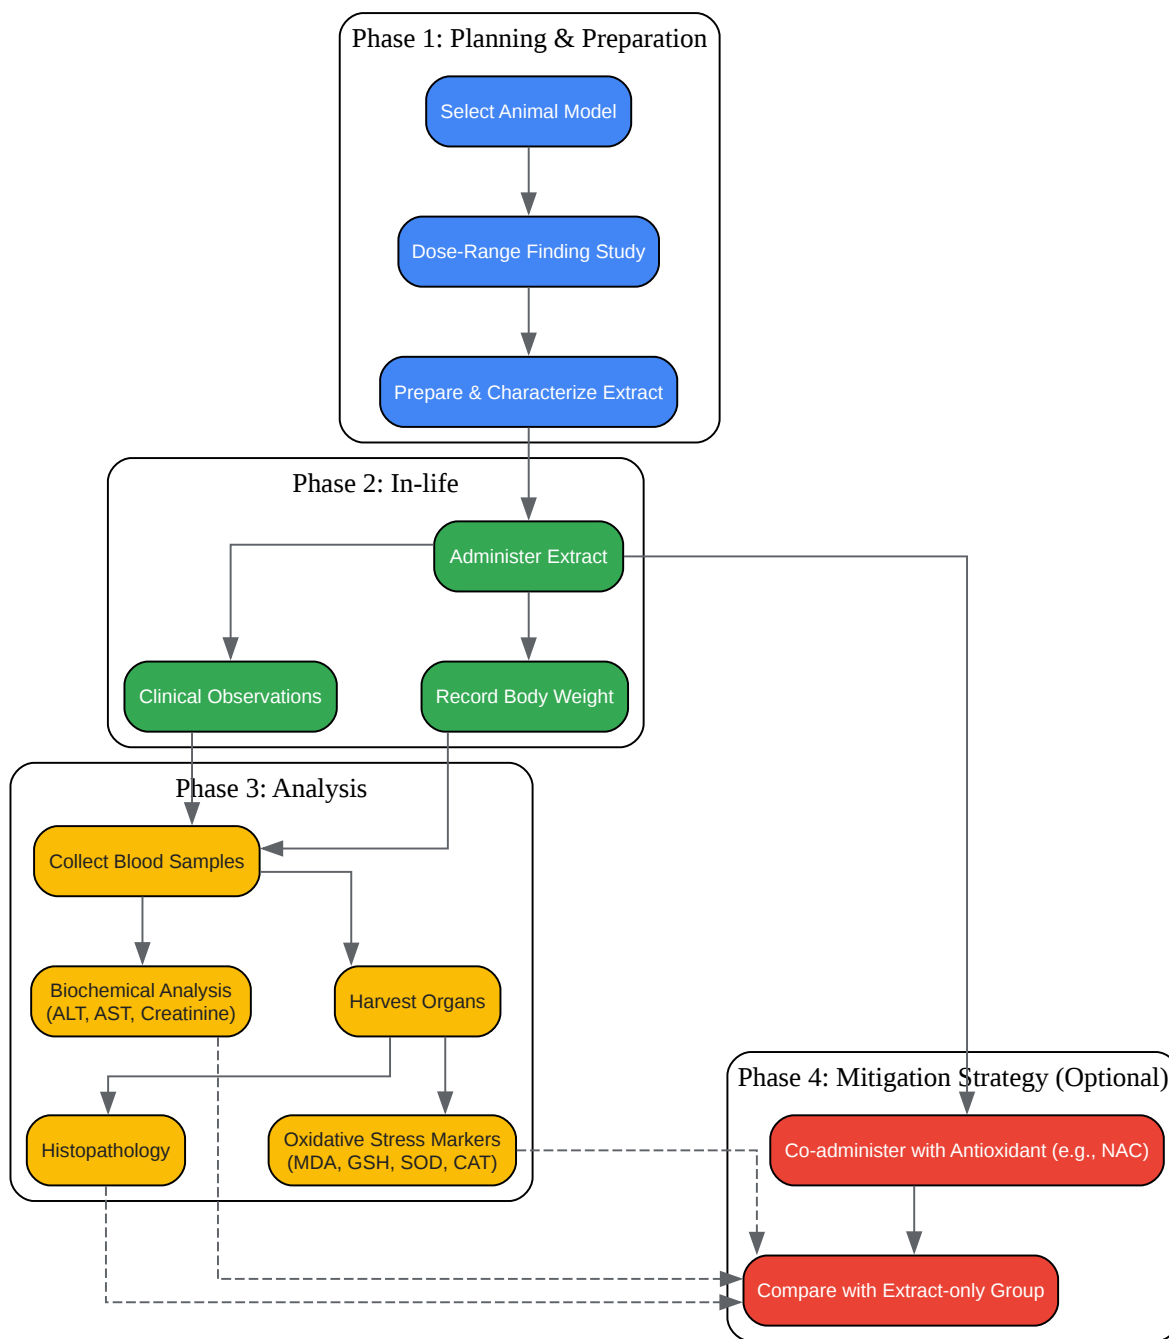 Phase 1: Planning & Preparation
Select Animal Model
Dose-Range Finding Study
Prepare & Characterize Extract
Phase 2: In-life
Administer Extract
Clinical Observations
Record Body Weight
Phase 3: Analysis
Collect Blood Samples
Biochemical Analysis
(ALT, AST, Creatinine)
Harvest Organs
Histopathology
Oxidative Stress Markers
(MDA, GSH, SOD, CAT)
Phase 4: Mitigation Strategy (Optional)
Co-administer with Antioxidant (e.g., NAC)
Compare with Extract-only Group